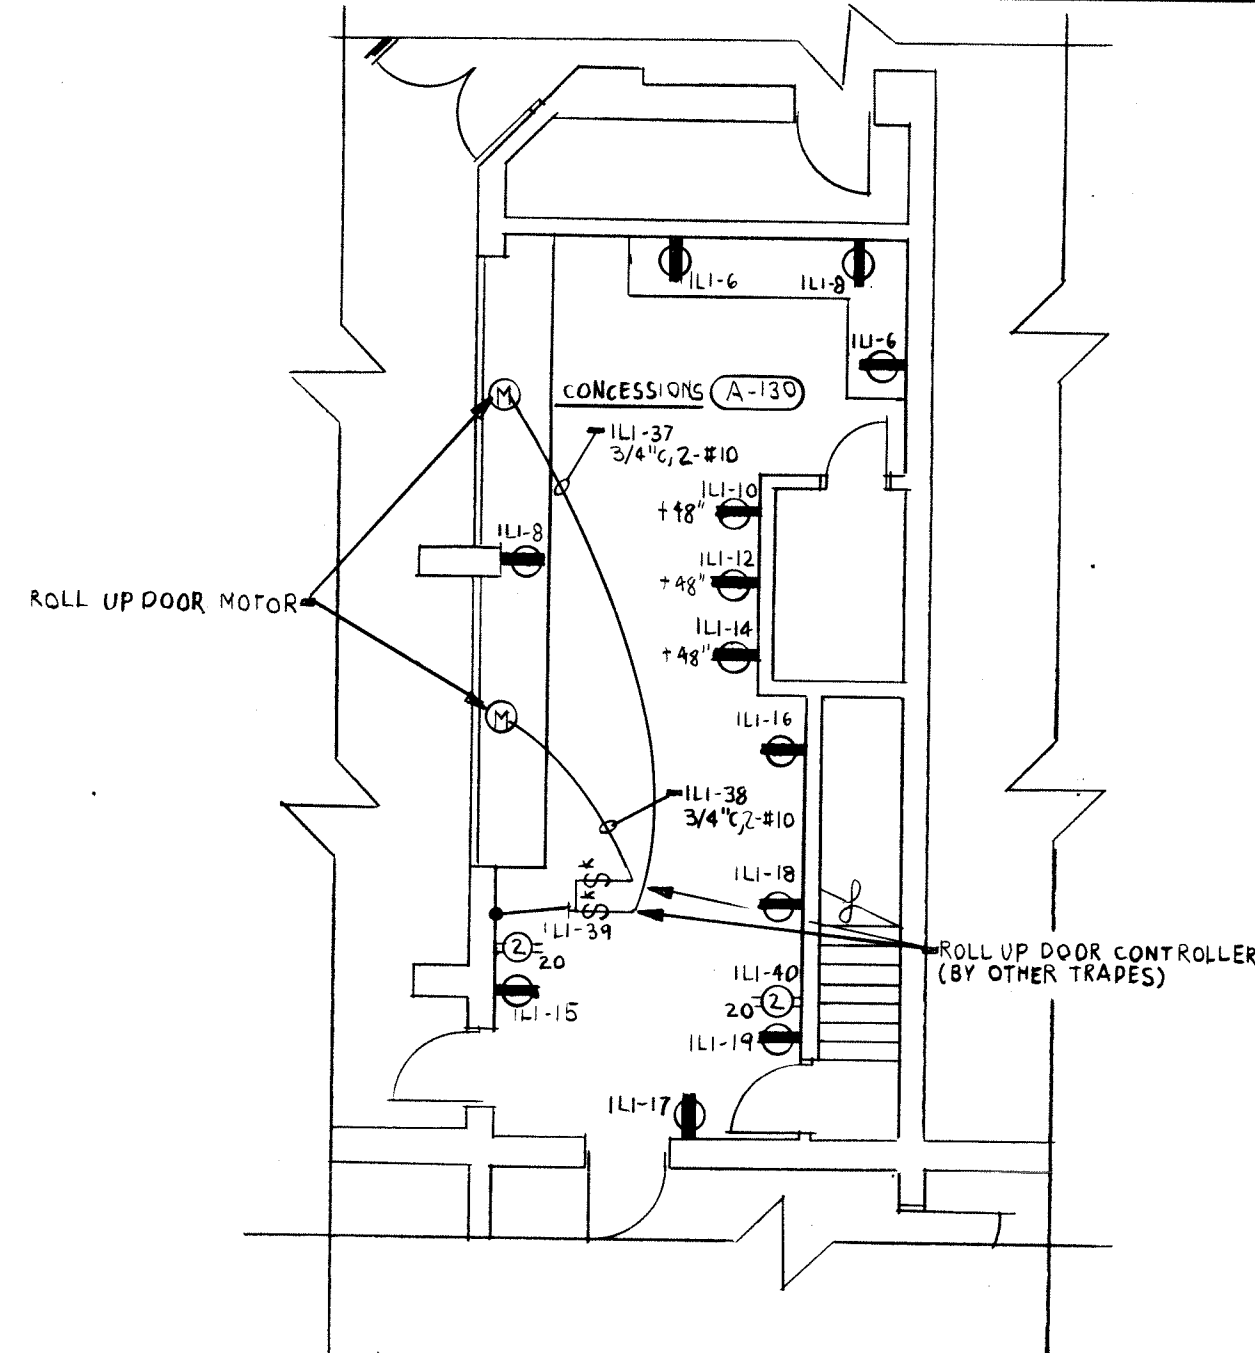 1L1-6
1L1-8
1L1-6
CONCESSIONS A-130
M
1L1-37
3/4"C, 2-#10
1L1-10
+48"
1L1-8
1L1-12
+48"
ROLL UP DOOR MOTOR
1L1-14
+48"
M
1L1-16
1L1-38
3/4"C, 2-#10
K
S
1L1-18
K
S
1L1-39
2
20
ROLL UP DOOR CONTROLLER
(BY OTHER TRADES)
1L1-40
2
20
1L1-15
1L1-19
1L1-17